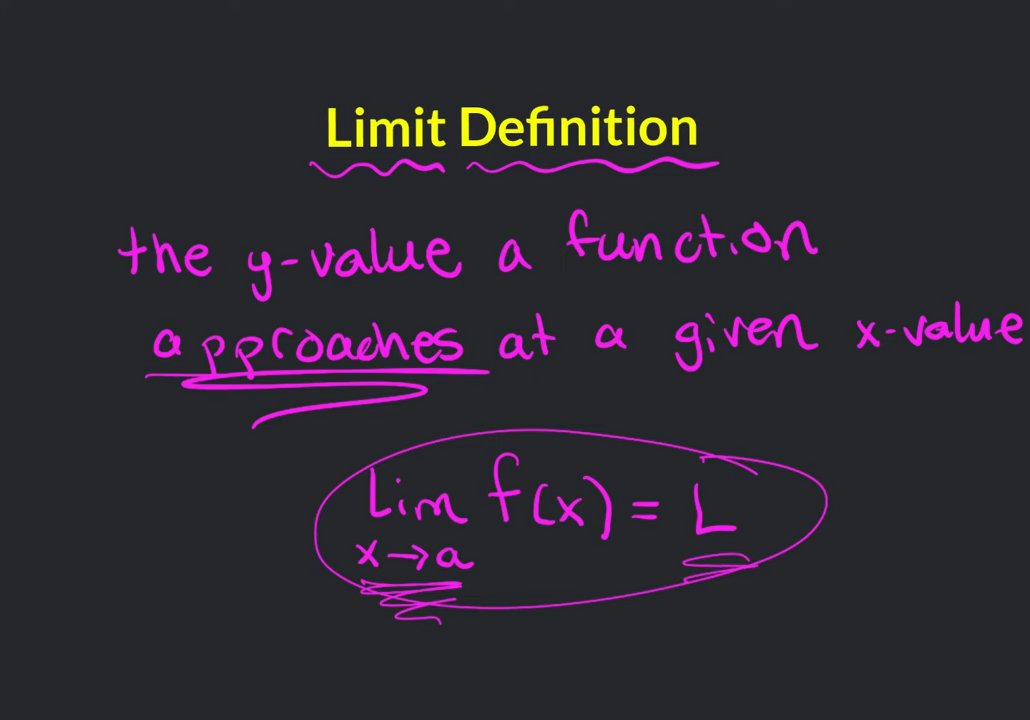 Limit Definition
the y-value a function
approaches at a given x-value
lim f(x) = L
x→a